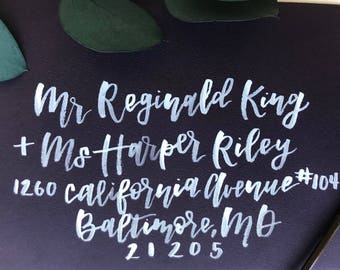 Mr Reginald King
+ Ms Harper Riley
1260 California Avenue #104
Baltimore, MD
21205